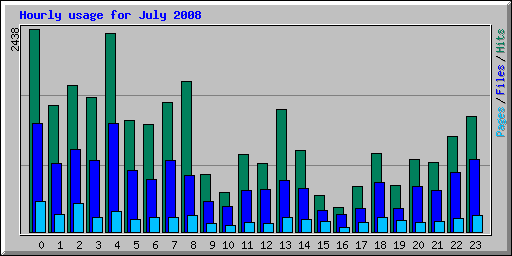 Hourly usage for July 2008
2438
Pages / Files / Hits
0 1 2 3 4 5 6 7 8 9 10 11 12 13 14 15 16 17 18 19 20 21 22 23